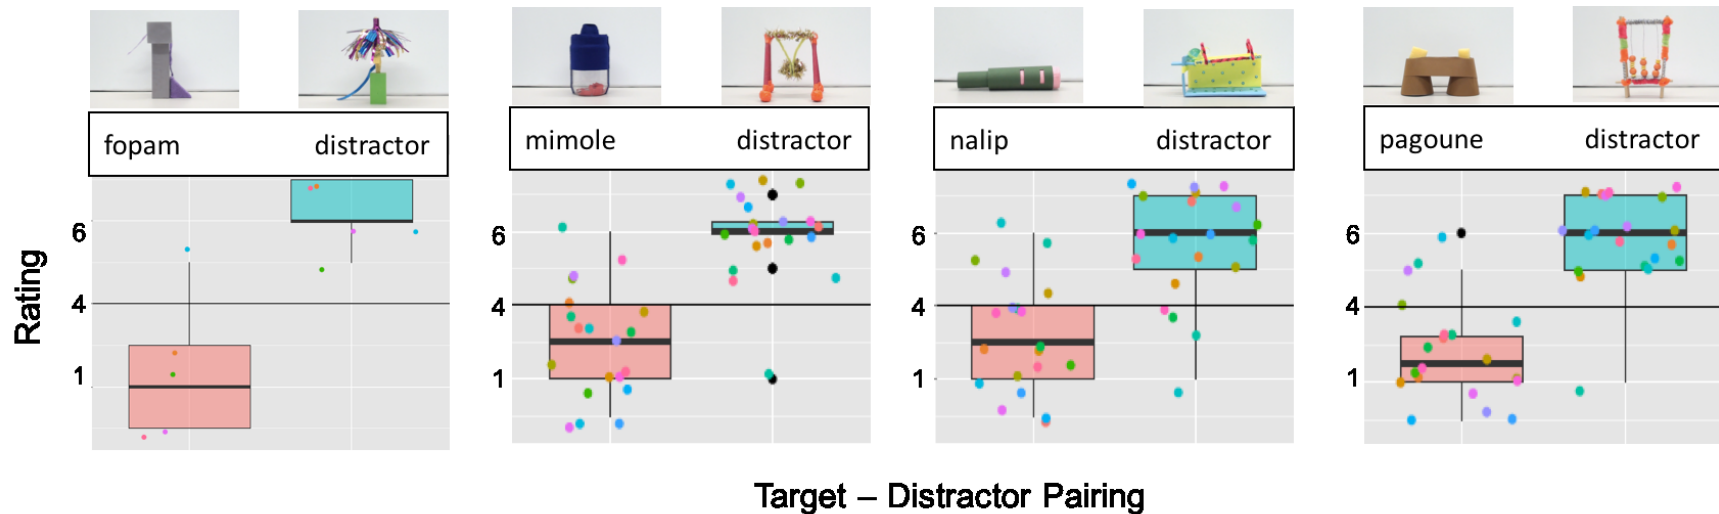 fopam distractor
mimole distractor
nalip distractor
pagoune distractor
Rating
6
4
1
6
4
1
6
4
1
6
4
1
Target – Distractor Pairing